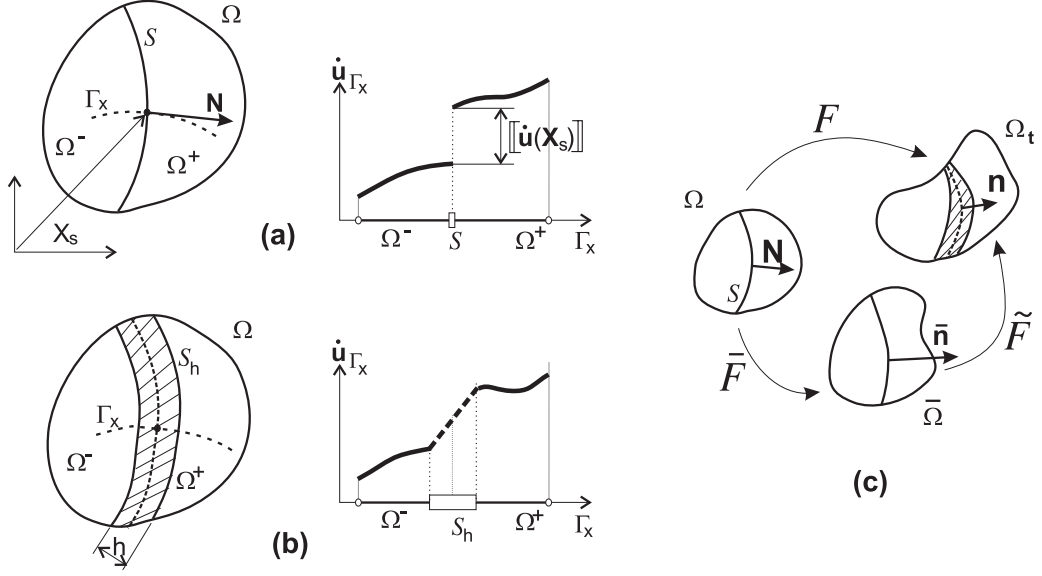 Ω
S
Γx
N
Ω-
Ω+
Xs
(a)
u̇Γx
⟦u̇(Xs)⟧
Ω-
S
Ω+
Γx
Ω
Sh
Γx
Ω-
Ω+
h
(b)
u̇Γx
Ω-
Sh
Ω+
Γx
F
Ωt
n
Ω
N
S
F̄
n̄
F̃
Ω̄
(c)